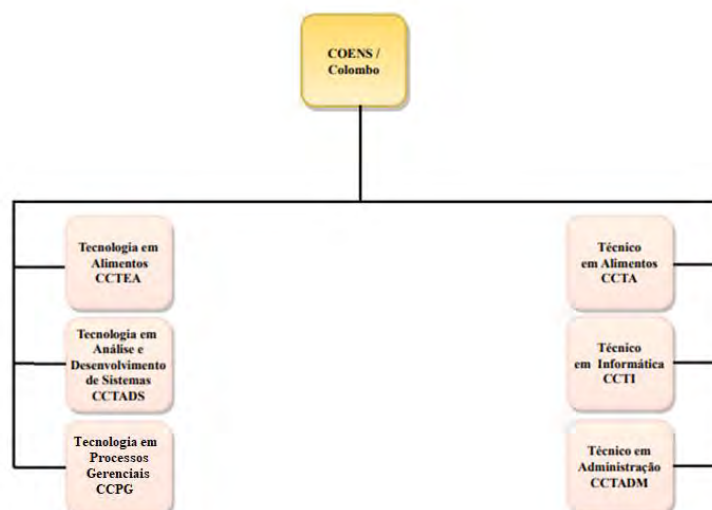 COENS /
Colombo
Tecnologia em
Alimentos
CCTEA
Tecnologia em
Análise e
Desenvolvimento
de Sistemas
CCTADS
Tecnologia em
Processos
Gerenciais
CCPG
Técnico
em Alimentos
CCTA
Técnico
em Informática
CCTI
Técnico em
Administração
CCTADM